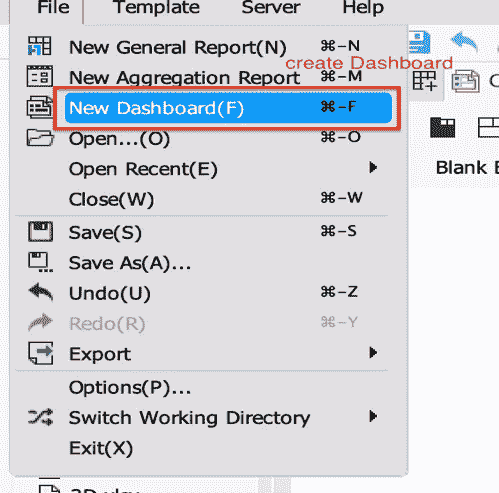 File Template Server Help
New General Report(N) ⌘-N
create Dashboard
New Aggregation Report ⌘-M
New Dashboard(F) ⌘-F
Open...(O) ⌘-O
Blank
Open Recent(E)
Close(W) ⌘-W
Save(S) ⌘-S
Save As(A)...
Undo(U) ⌘-Z
Redo(R) ⌘-Y
Export
Options(P)...
Switch Working Directory
Exit(X)